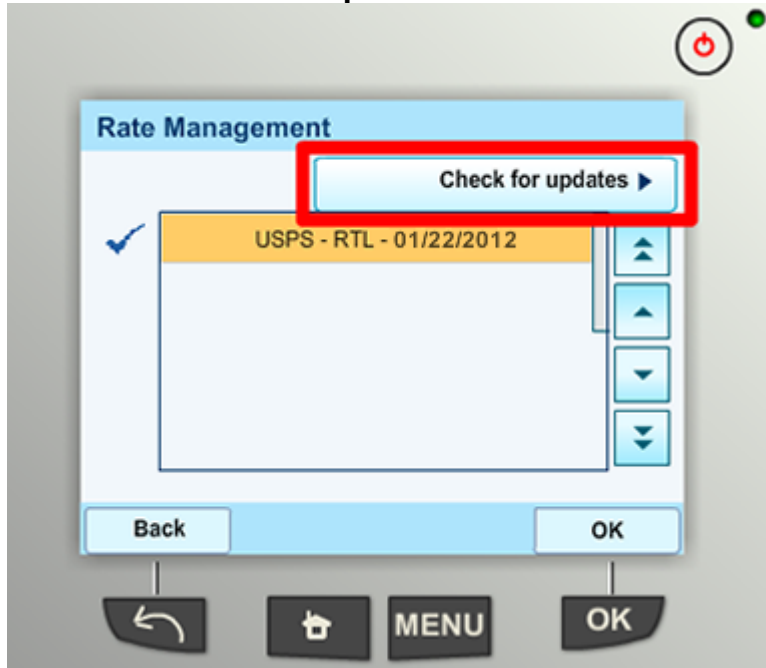 Rate Management
Check for updates
USPS - RTL - 01/22/2012
Back
OK
MENU
OK